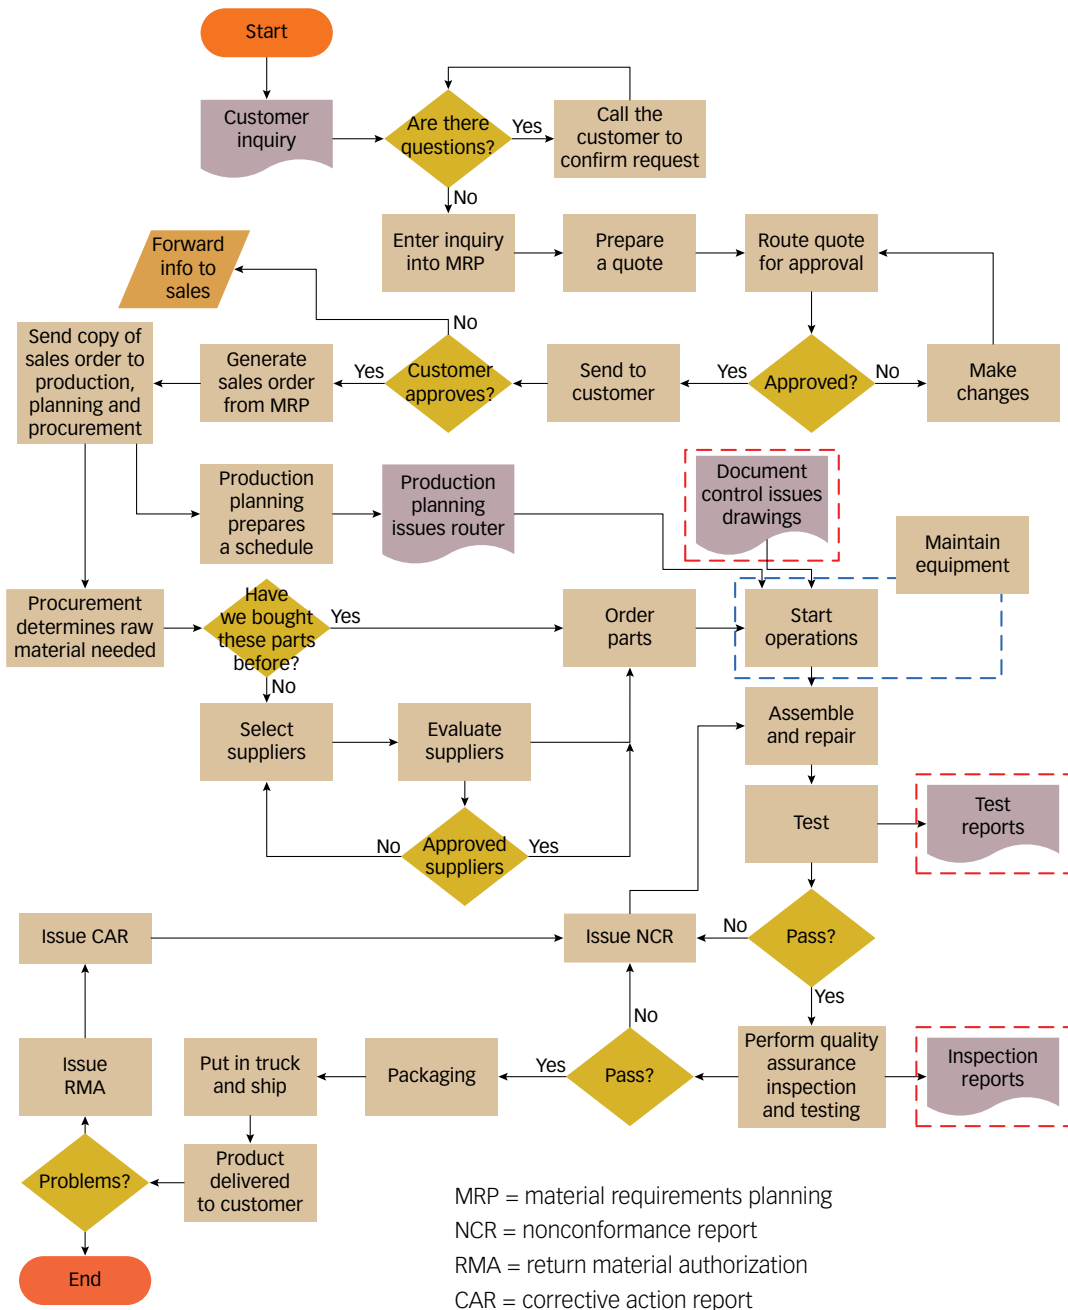 Start
Customer
inquiry
Are there
questions?
Yes
Call the
customer to
confirm request
No
Enter inquiry
into MRP
Prepare
a quote
Route quote
for approval
Forward
info to
sales
No
Send copy of
sales order to
production,
planning and
procurement
Generate
sales order
from MRP
Yes
Customer
approves?
Send to
customer
Yes
Approved?
No
Make
changes
Production
planning
prepares
a schedule
Production
planning
issues router
Document
control issues
drawings
Maintain
equipment
Procurement
determines raw
material needed
Have
we bought
these parts
before?
Yes
Order
parts
Start
operations
No
Select
suppliers
Evaluate
suppliers
Assemble
and repair
No
Approved
suppliers
Yes
Test
Test
reports
Issue CAR
Issue NCR
No
Pass?
Yes
No
Issue
RMA
Put in truck
and ship
Packaging
Yes
Pass?
Perform quality
assurance
inspection
and testing
Inspection
reports
Problems?
Product
delivered
to customer
End
MRP = material requirements planning
NCR = nonconformance report
RMA = return material authorization
CAR = corrective action report